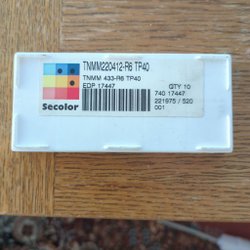 TNMM220412-R6 TP40
TNMM 433-R6 TP40
EDP 17447
QTY 10
740 17447
221975 / 520
001
Secolor